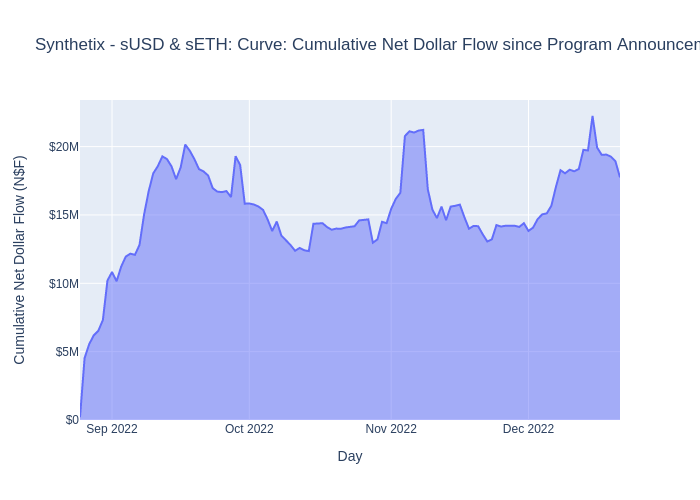 Synthetix - sUSD & sETH: Curve: Cumulative Net Dollar Flow since Program
Cumulative Net Dollar Flow (N$F)
$20M
$15M
$10M
$5M
$0
Sep 2022
Oct 2022
Nov 2022
Dec 2022
Day